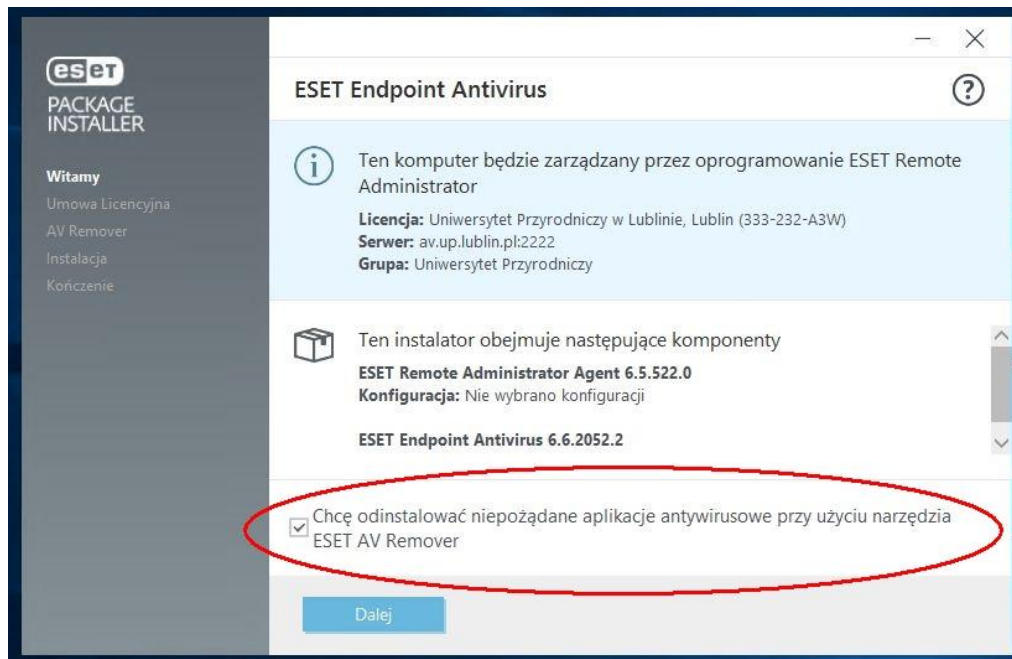 eset
PACKAGE
INSTALLER
Witamy
Umowa Licencyjna
AV Remover
Instalacja
Kończenie
ESET Endpoint Antivirus
?
i
Ten komputer będzie zarządzany przez oprogramowanie ESET Remote
Administrator
Licencja: Uniwersytet Przyrodniczy w Lublinie, Lublin (333-232-A3W)
Serwer: av.up.lublin.pl:2222
Grupa: Uniwersytet Przyrodniczy
Ten instalator obejmuje następujące komponenty
ESET Remote Administrator Agent 6.5.522.0
Konfiguracja: Nie wybrano konfiguracji
ESET Endpoint Antivirus 6.6.2052.2
Chcę odinstalować niepożądane aplikacje antywirusowe przy użyciu narzędzia
ESET AV Remover
Dalej